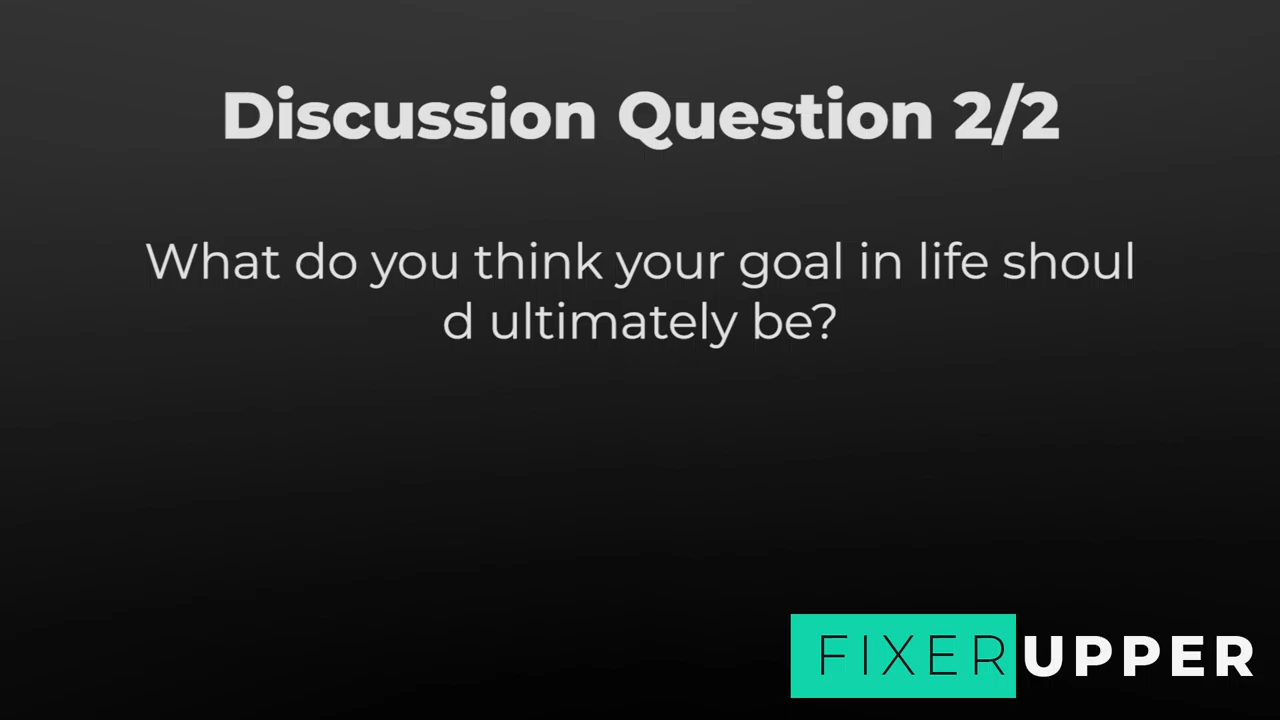 Discussion Question 2/2
What do you think your goal in life shoul
d ultimately be?
FIXERUPPER